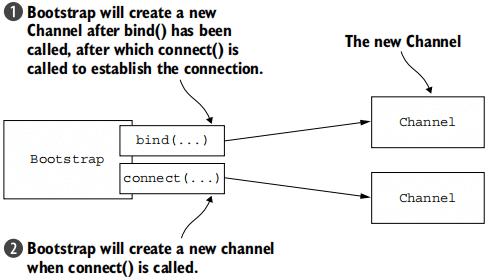 1 Bootstrap will create a new
Channel after bind() has been
called, after which connect() is
called to establish the connection.
The new Channel
bind(...)
Channel
Bootstrap
connect(...)
Channel
2 Bootstrap will create a new channel
when connect() is called.